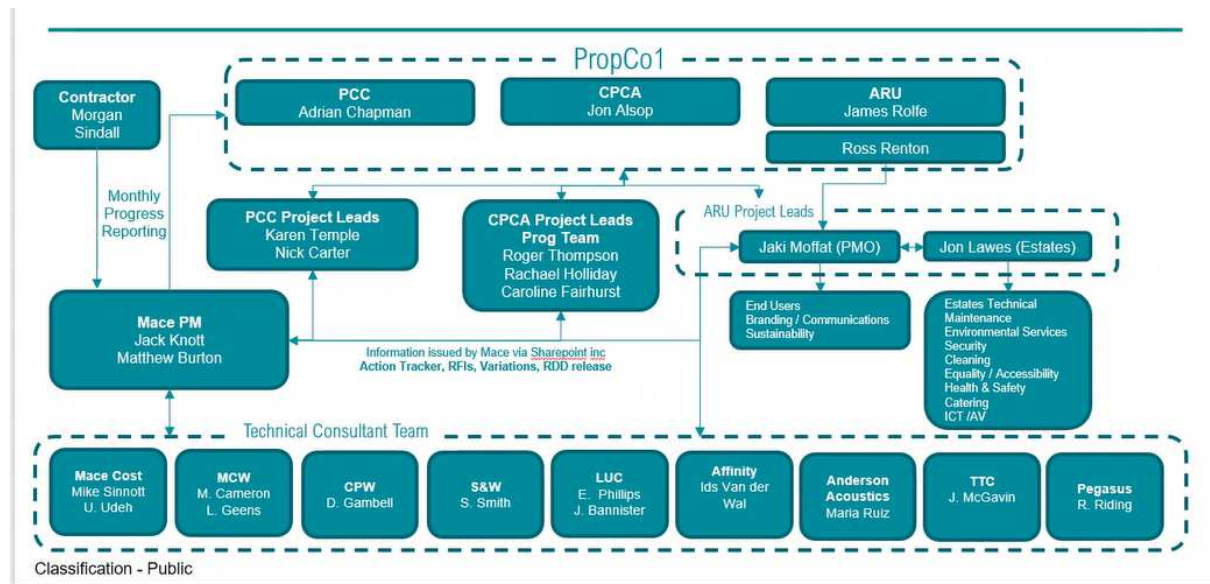 PropCo1
Contractor
Morgan
Sindall
PCC
Adrian Chapman
CPCA
Jon Alsop
ARU
James Rolfe
Ross Renton
Monthly
Progress
Reporting
PCC Project Leads
Karen Temple
Nick Carter
CPCA Project Leads
Prog Team
Roger Thompson
Rachael Holliday
Caroline Fairhurst
ARU Project Leads
Jaki Moffat (PMO)
Jon Lawes (Estates)
End Users
Branding / Communications
Sustainability
Estates Technical
Maintenance
Environmental Services
Security
Cleaning
Equality / Accessibility
Health & Safety
Catering
ICT /AV
Mace PM
Jack Knott
Matthew Burton
Information issued by Mace via Sharepoint inc
Action Tracker, RFIs, Variations, RDD release
Technical Consultant Team
Mace Cost
Mike Sinnott
U. Udeh
MCW
M. Cameron
L. Geens
CPW
D. Gambell
S&W
S. Smith
LUC
E. Phillips
J. Bannister
Affinity
Ids Van der
Wal
Anderson
Acoustics
Maria Ruiz
TTC
J. McGavin
Pegasus
R. Riding
Classification - Public